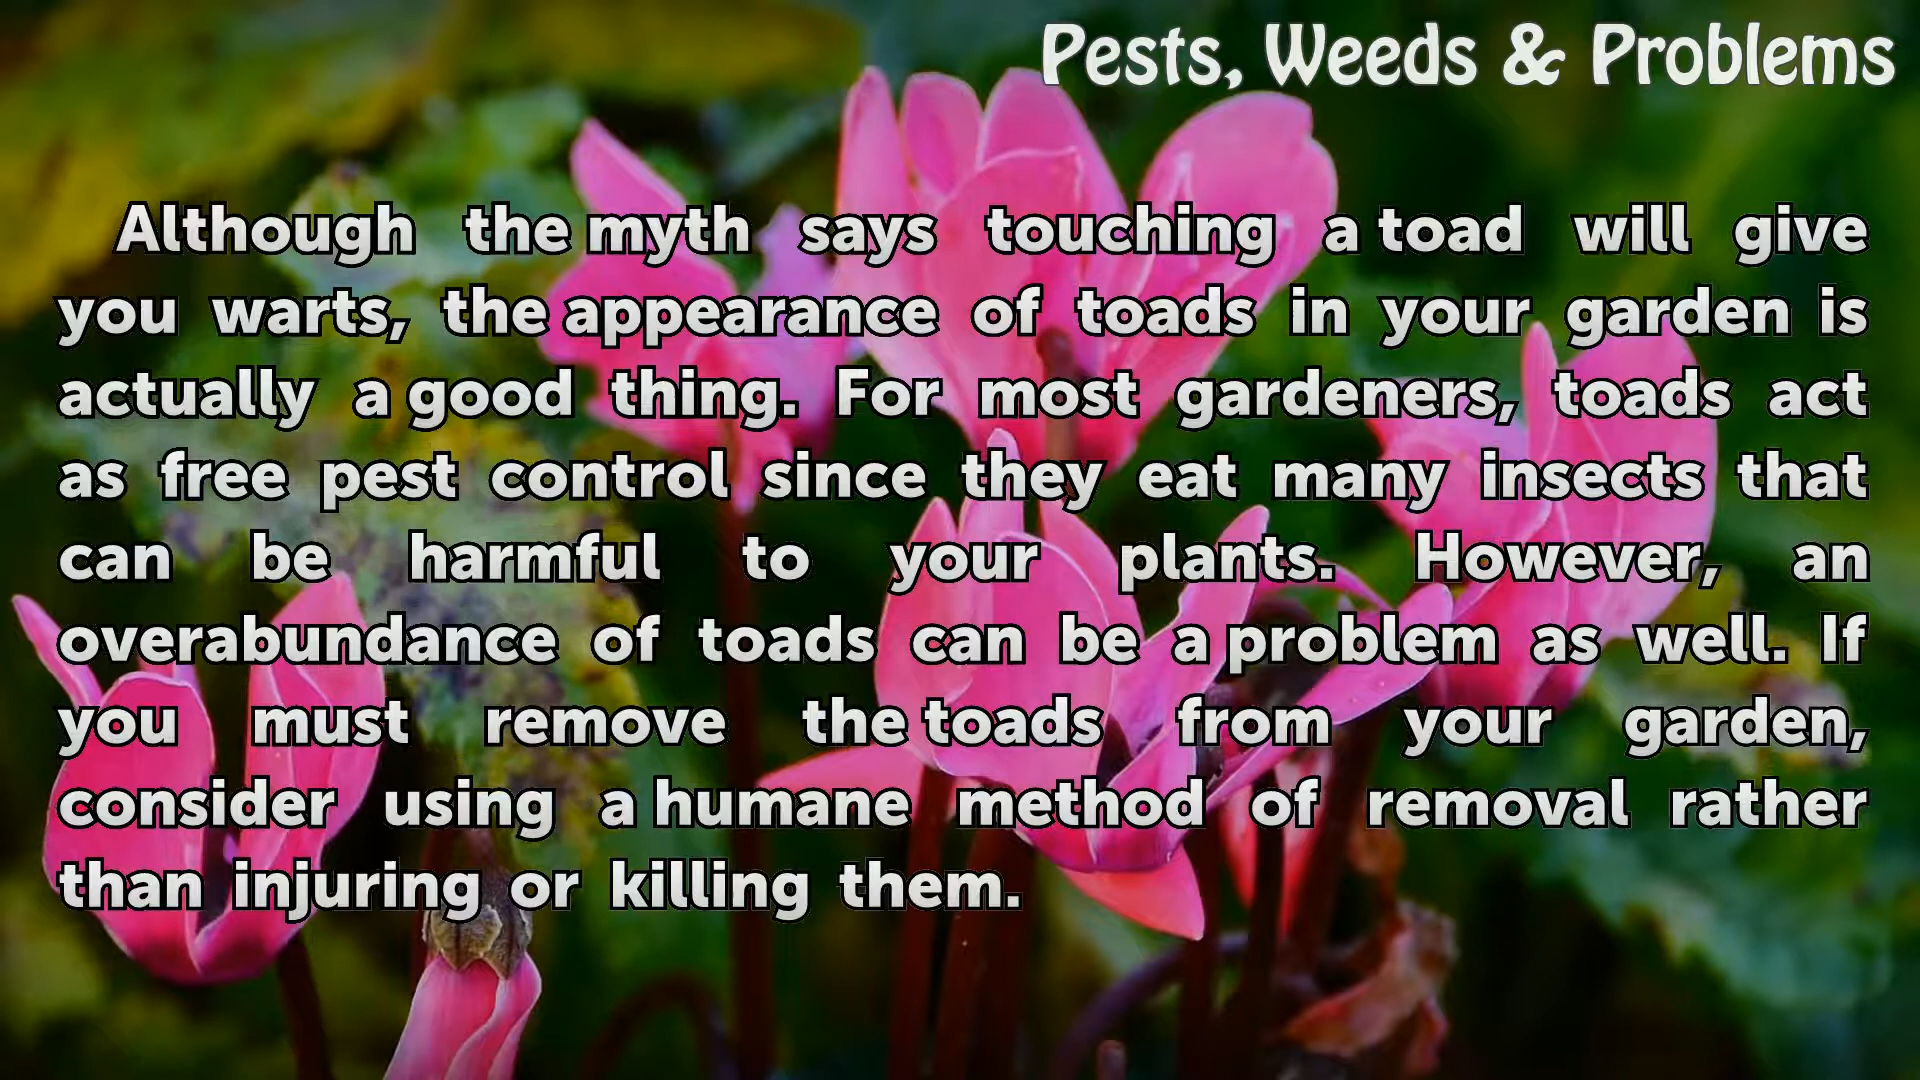 Pests, Weeds & Problems
Although the myth says touching a toad will give
you warts, the appearance of toads in your garden is
actually a good thing. For most gardeners, toads act
as free pest control since they eat many insects that
can be harmful to your plants. However, an
overabundance of toads can be a problem as well. If
you must remove the toads from your garden,
consider using a humane method of removal rather
than injuring or killing them.